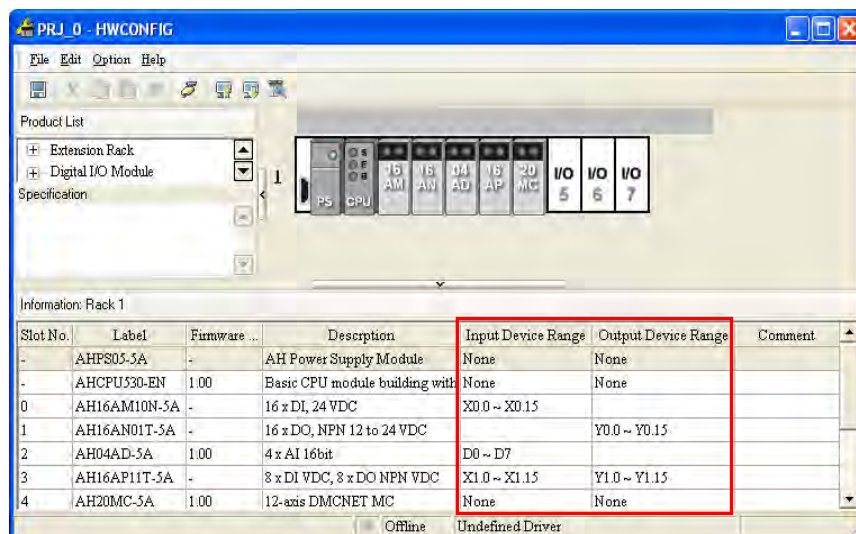 PRJ_0 - HWCONFIG
File Edit Option Help
Product List
Extension Rack
Digital I/O Module
Specification
1
PS CPU 16 AM 16 AN 04 AD 16 AP 20 MC I/O 5 I/O 6 I/O 7
Information: Rack 1
Slot No. Label Firmware ... Descrption Input Device Range Output Device Range Comment
- AHPS05-5A - AH Power Supply Module None None
- AHCPU530-EN 1.00 Basic CPU module building with None None
0 AH16AM10N-5A - 16 x DI, 24 VDC X0.0 ~ X0.15
1 AH16AN01T-5A - 16 x DO, NPN 12 to 24 VDC Y0.0 ~ Y0.15
2 AH04AD-5A 1.00 4 x AI 16bit D0 ~ D7
3 AH16AP11T-5A - 8 x DI VDC, 8 x DO NPN VDC X1.0 ~ X1.15 Y1.0 ~ Y1.15
4 AH20MC-5A 1.00 12-axis DMCNET MC None None
Offline Undefined Driver